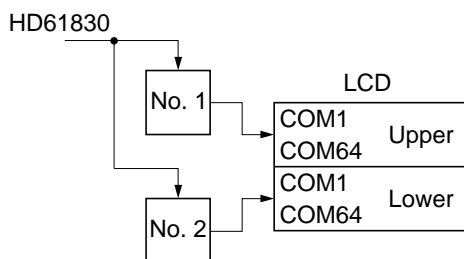 HD61830
No. 1
LCD
COM1
COM64
Upper
COM1
COM64
Lower
No. 2